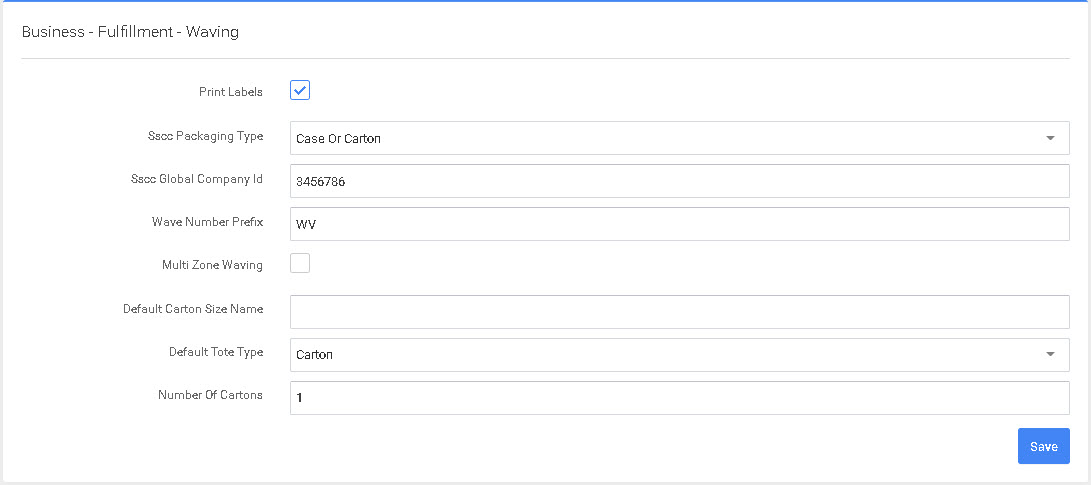 Business - Fulfillment - Waving
Print Labels
Sscc Packaging Type
Case Or Carton
Sscc Global Company Id
3456786
Wave Number Prefix
WV
Multi Zone Waving
Default Carton Size Name
Default Tote Type
Carton
Number Of Cartons
1
Save